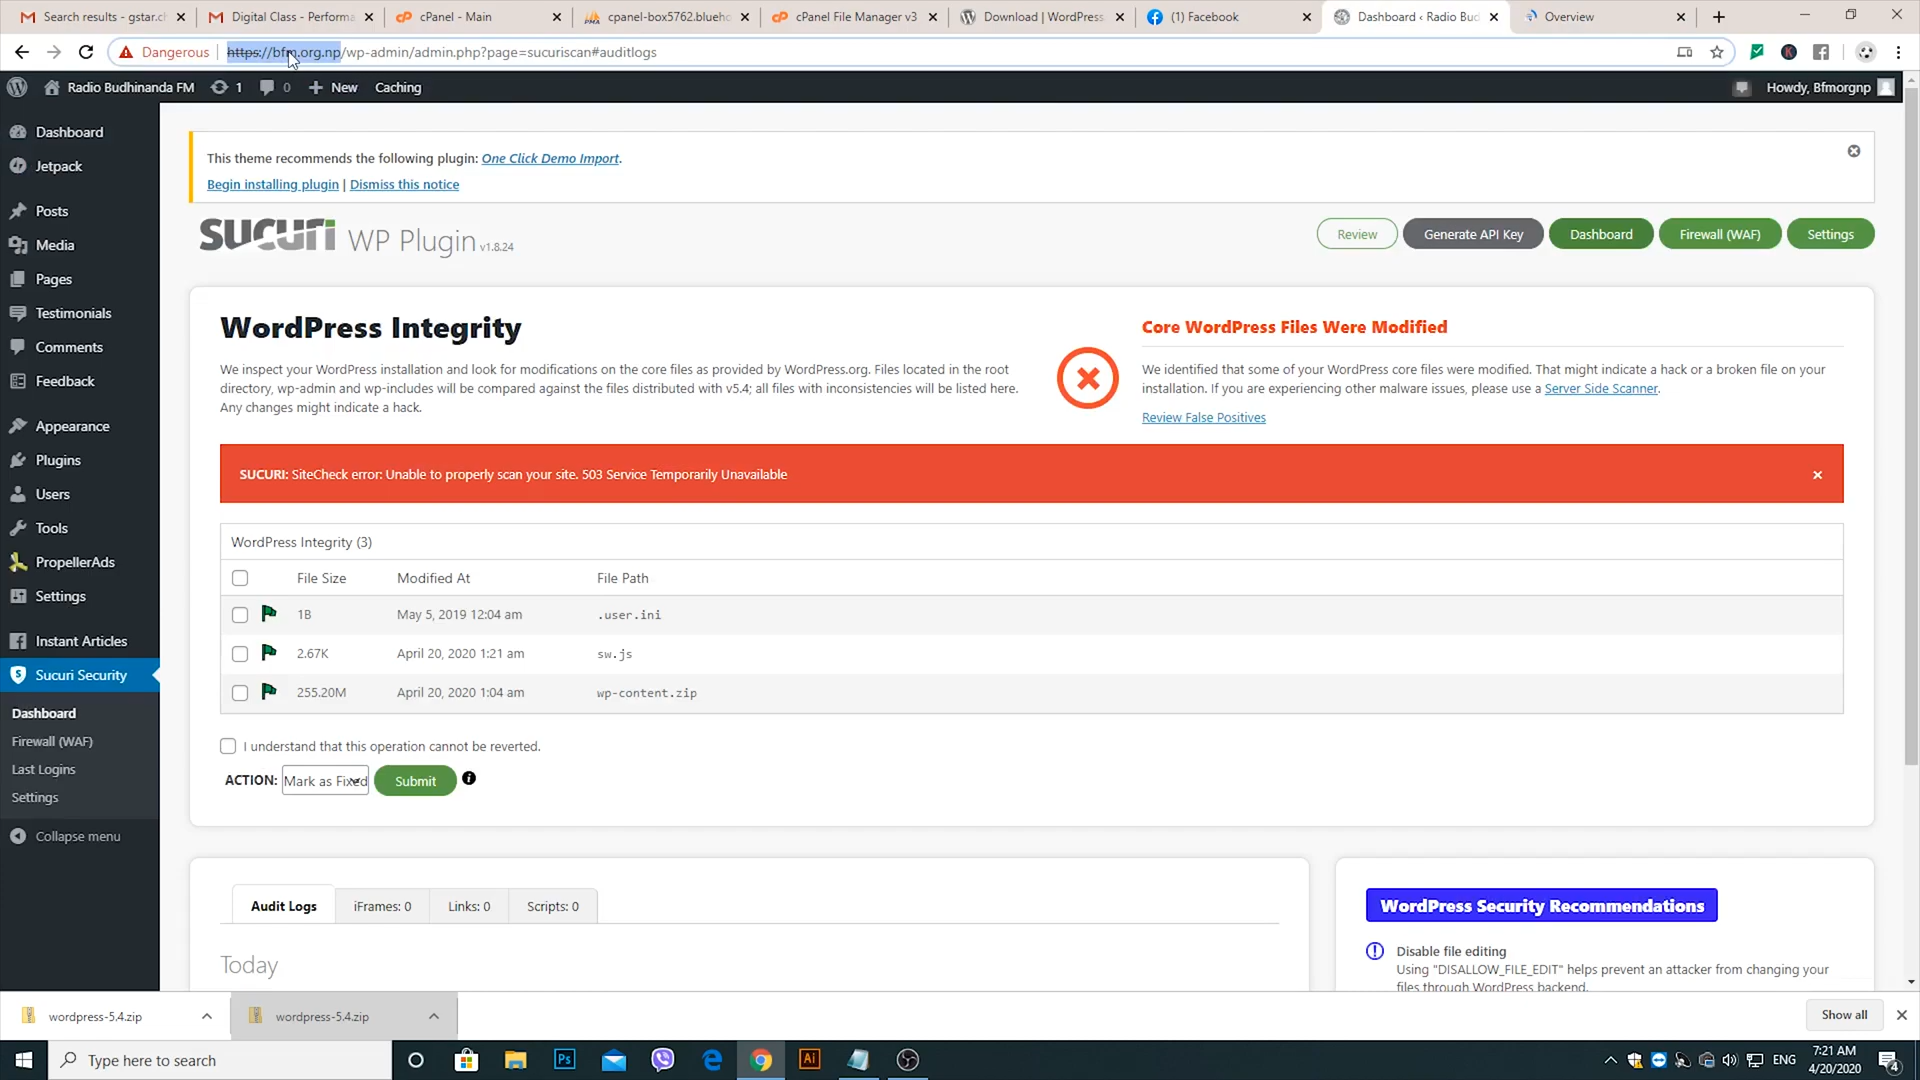 Search results - gstar.cl
Digital Class - Performa
cPanel - Main
cpanel-box5762.blueho
cPanel File Manager v3
Download | WordPress.
(1) Facebook
Dashboard ‹ Radio Bud
Overview
Dangerous
https://bfm.org.np/wp-admin/admin.php?page=sucuriscan#auditlogs
Radio Budhinanda FM
1
0
New
Caching
Howdy, Bfmorgnp
Dashboard
Jetpack
Posts
Media
Pages
Testimonials
Comments
Feedback
Appearance
Plugins
Users
Tools
PropellerAds
Settings
Instant Articles
Sucuri Security
Dashboard
Firewall (WAF)
Last Logins
Settings
Collapse menu
This theme recommends the following plugin: One Click Demo Import.
Begin installing plugin | Dismiss this notice
SUCURI WP Plugin v1.8.24
Review
Generate API Key
Dashboard
Firewall (WAF)
Settings
WordPress Integrity
We inspect your WordPress installation and look for modifications on the core files as provided by WordPress.org. Files located in the root
directory, wp-admin and wp-includes will be compared against the files distributed with v5.4; all files with inconsistencies will be listed here.
Any changes might indicate a hack.
Core WordPress Files Were Modified
We identified that some of your WordPress core files were modified. That might indicate a hack or a broken file on your
installation. If you are experiencing other malware issues, please use a Server Side Scanner.
Review False Positives
SUCURI: SiteCheck error: Unable to properly scan your site. 503 Service Temporarily Unavailable
WordPress Integrity (3)
File Size Modified At File Path
1B May 5, 2019 12:04 am .user.ini
2.67K April 20, 2020 1:21 am sw.js
255.20M April 20, 2020 1:04 am wp-content.zip
I understand that this operation cannot be reverted.
ACTION: Mark as Fixed Submit
Audit Logs
iFrames: 0
Links: 0
Scripts: 0
Today
WordPress Security Recommendations
Disable file editing
Using "DISALLOW_FILE_EDIT" helps prevent an attacker from changing your
files through WordPress backend.
wordpress-5.4.zip
wordpress-5.4.zip
Show all
Type here to search
Ps
Ai
ENG
7:21 AM
4/20/2020
4